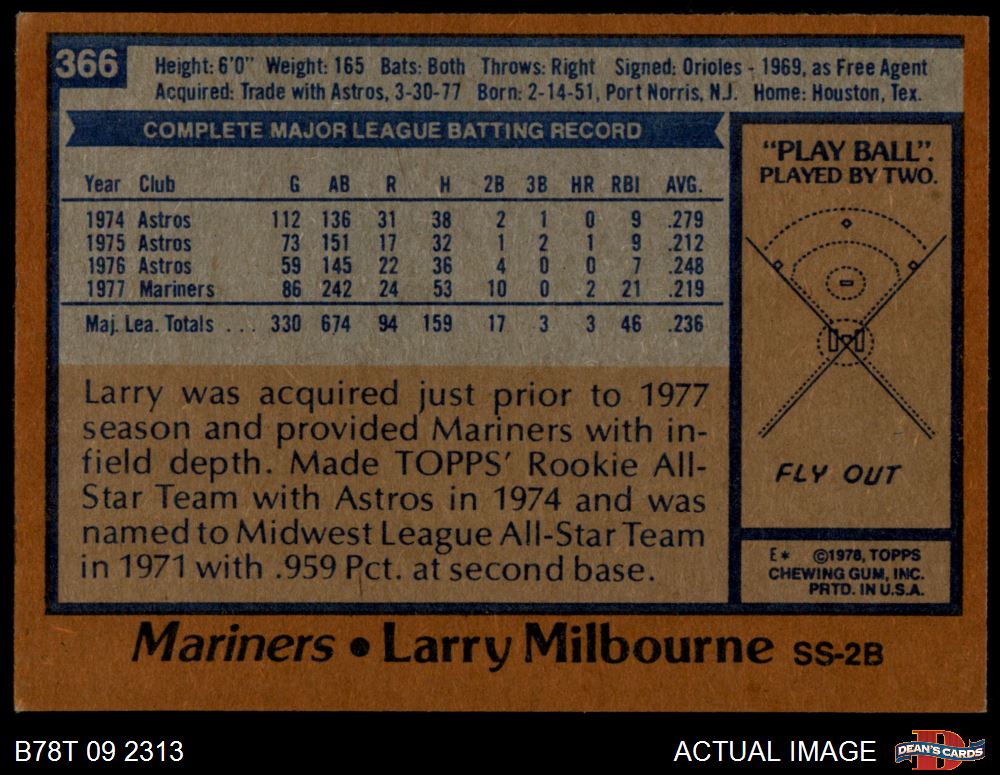 366
Height: 6'0" Weight: 165 Bats: Both Throws: Right Signed: Orioles - 1969, as Free Agent
Acquired: Trade with Astros, 3-30-77 Born: 2-14-51, Port Norris, N.J. Home: Houston, Tex.
COMPLETE MAJOR LEAGUE BATTING RECORD
Year Club G AB R H 2B 3B HR RBI AVG.
1974 Astros 112 136 31 38 2 1 0 9 .279
1975 Astros 73 151 17 32 1 2 1 9 .212
1976 Astros 59 145 22 36 4 0 0 7 .248
1977 Mariners 86 242 24 53 10 0 2 21 .219
Maj. Lea. Totals . . . 330 674 94 159 17 3 3 46 .236
Larry was acquired just prior to 1977
season and provided Mariners with in-
field depth. Made TOPPS' Rookie All-
Star Team with Astros in 1974 and was
named to Midwest League All-Star Team
in 1971 with .959 Pct. at second base.
"PLAY BALL".
PLAYED BY TWO.
FLY OUT
E* ©1978, TOPPS
CHEWING GUM, INC.
PRTD. IN U.S.A.
Mariners • Larry Milbourne SS-2B
B78T 09 2313
ACTUAL IMAGE
DEAN'S CARDS